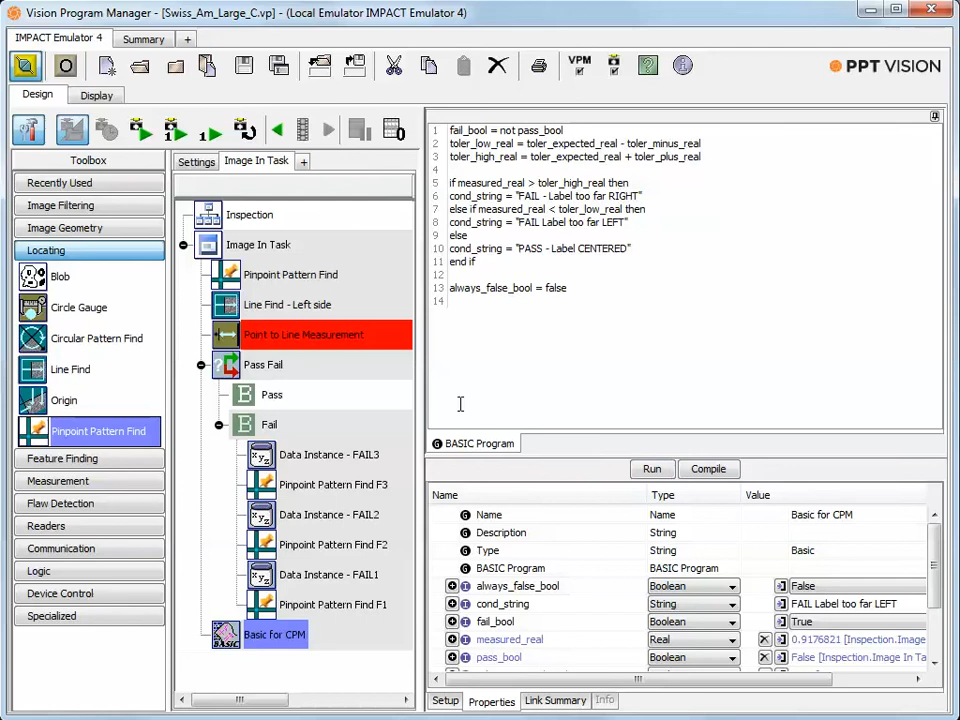 Vision Program Manager - [Swiss_Am_Large_C.vp] - (Local Emulator IMPACT Emulator 4)
IMPACT Emulator 4
Summary
+
VPM
PPT VISION
Design
Display
1
1
0
Toolbox
Recently Used
Image Filtering
Image Geometry
Locating
Blob
Circle Gauge
Circular Pattern Find
Line Find
Origin
Pinpoint Pattern Find
Feature Finding
Measurement
Flaw Detection
Readers
Communication
Logic
Device Control
Specialized
Settings
Image In Task
+
Inspection
Image In Task
Pinpoint Pattern Find
Line Find - Left side
Point to Line Measurement
Pass Fail
B Pass
B Fail
Data Instance - FAIL3
Pinpoint Pattern Find F3
Data Instance - FAIL2
Pinpoint Pattern Find F2
Data Instance - FAIL1
Pinpoint Pattern Find F1
BASIC Basic for CPM
1 fail_bool = not pass_bool
2 toler_low_real = toler_expected_real - toler_minus_real
3 toler_high_real = toler_expected_real + toler_plus_real
4
5 if measured_real > toler_high_real then
6 cond_string = "FAIL - Label too far RIGHT"
7 else if measured_real < toler_low_real then
8 cond_string = "FAIL Label too far LEFT"
9 else
10 cond_string = "PASS - Label CENTERED"
11 end if
12
13 always_false_bool = false
14
G BASIC Program
Run
Compile
Name Type Value
G Name Name Basic for CPM
G Description String
G Type String Basic
G BASIC Program BASIC Program
I always_false_bool Boolean False
I cond_string String FAIL Label too far LEFT
I fail_bool Boolean True
I measured_real Real 0.9176821 [Inspection.Image
I pass_bool Boolean False [Inspection.Image In Ta
Setup
Properties
Link Summary
Info